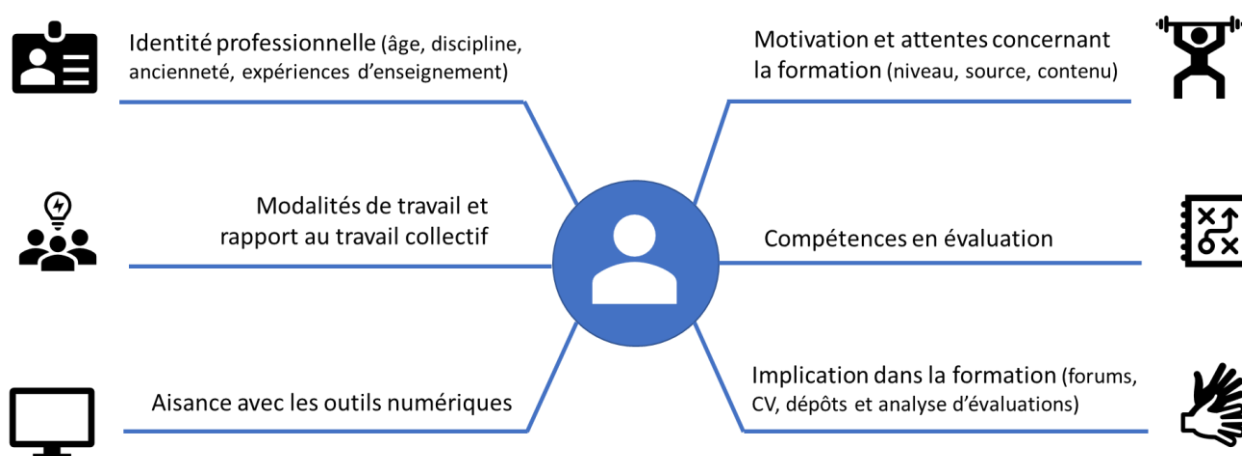 Identité professionnelle (âge, discipline,
ancienneté, expériences d'enseignement)
Motivation et attentes concernant
la formation (niveau, source, contenu)
Modalités de travail et
rapport au travail collectif
Compétences en évaluation
Aisance avec les outils numériques
Implication dans la formation (forums,
CV, dépôts et analyse d'évaluations)